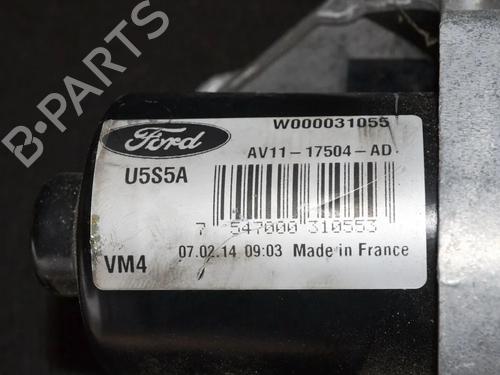 W000031055
Ford
AV11-17504-AD
U5S5A
7 547000 310553
07.02.14 09:03 Made in France
VM4
B-PARTS